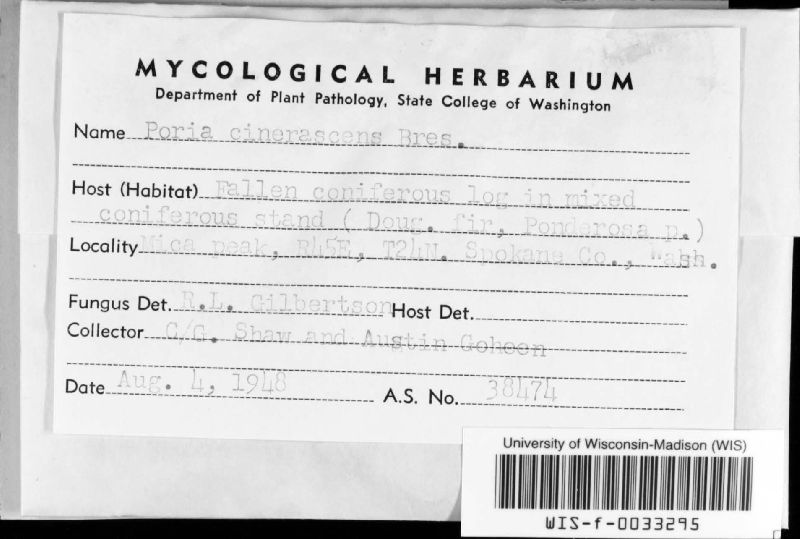 MYCOLOGICAL HERBARIUM
Department of Plant Pathology, State College of Washington
Name Poria cinerascens Bres.
Host (Habitat) Fallen coniferous log in mixed
coniferous stand ( Doug. fir, Ponderosa p.)
Locality Mica peak, R45E, T24N. Spokane Co., Wash.
Fungus Det. R.L. Gilbertson Host Det.
Collector C/G. Shaw and Austin Goheen
Date Aug. 4, 1948 A.S. No. 38474
University of Wisconsin-Madison (WIS)
WIS-f-0033295